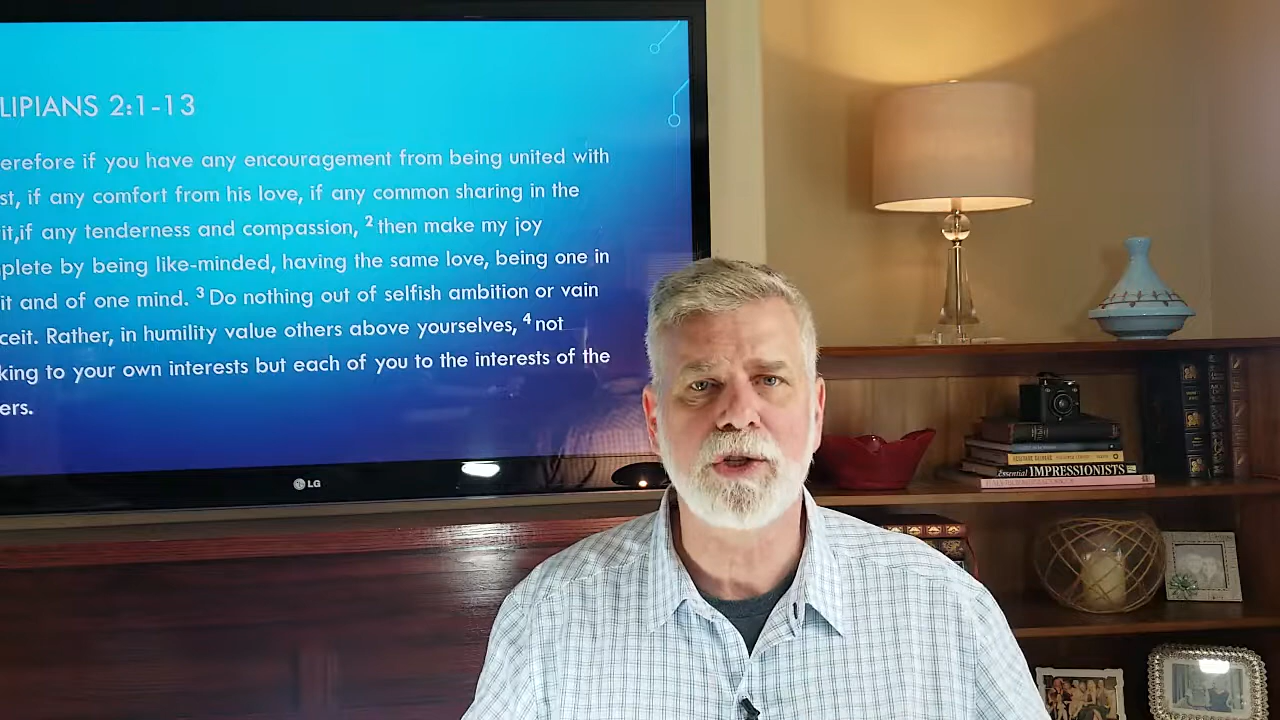 LIPIANS 2:1-13
erefore if you have any encouragement from being united with
st, if any comfort from his love, if any common sharing in the
it,if any tenderness and compassion, ² then make my joy
plete by being like-minded, having the same love, being one in
it and of one mind. ³ Do nothing out of selfish ambition or vain
ceit. Rather, in humility value others above yourselves, ⁴ not
king to your own interests but each of you to the interests of the
ers.
LG
essential IMPRESSIONISTS